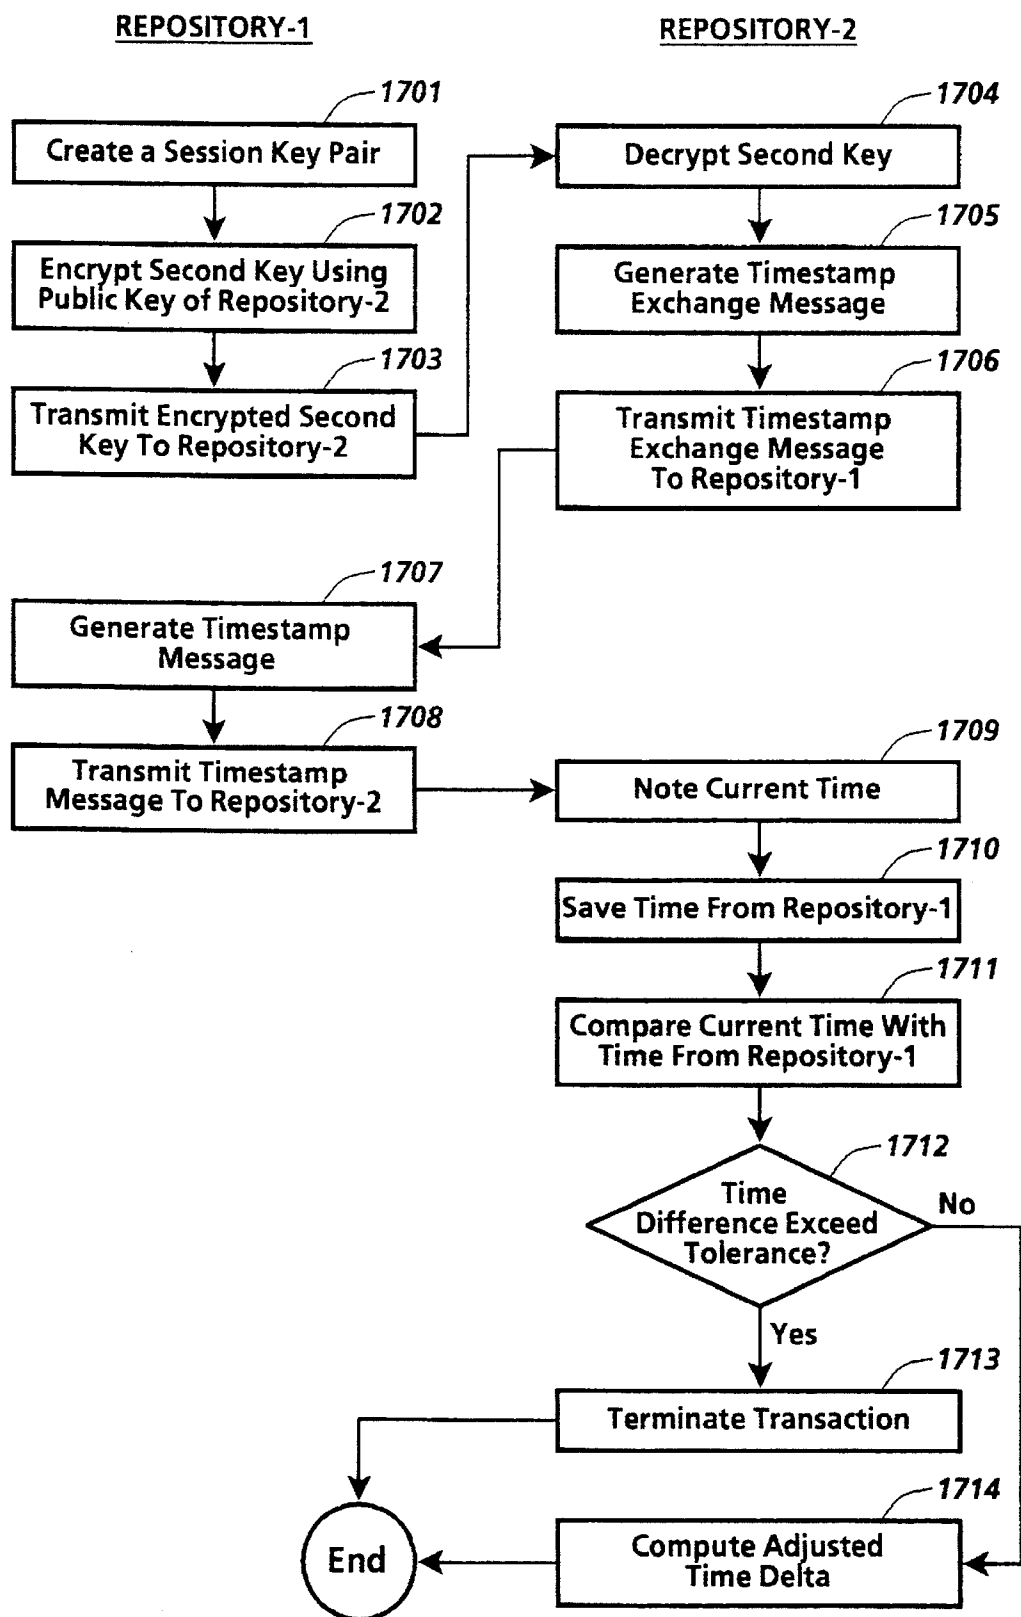 REPOSITORY-1
REPOSITORY-2
1701
Create a Session Key Pair
1702
Encrypt Second Key Using
Public Key of Repository-2
1703
Transmit Encrypted Second
Key To Repository-2
1704
Decrypt Second Key
1705
Generate Timestamp
Exchange Message
1706
Transmit Timestamp
Exchange Message
To Repository-1
1707
Generate Timestamp
Message
1708
Transmit Timestamp
Message To Repository-2
1709
Note Current Time
1710
Save Time From Repository-1
1711
Compare Current Time With
Time From Repository-1
1712
Time
Difference Exceed
Tolerance?
No
Yes
1713
Terminate Transaction
1714
Compute Adjusted
Time Delta
End